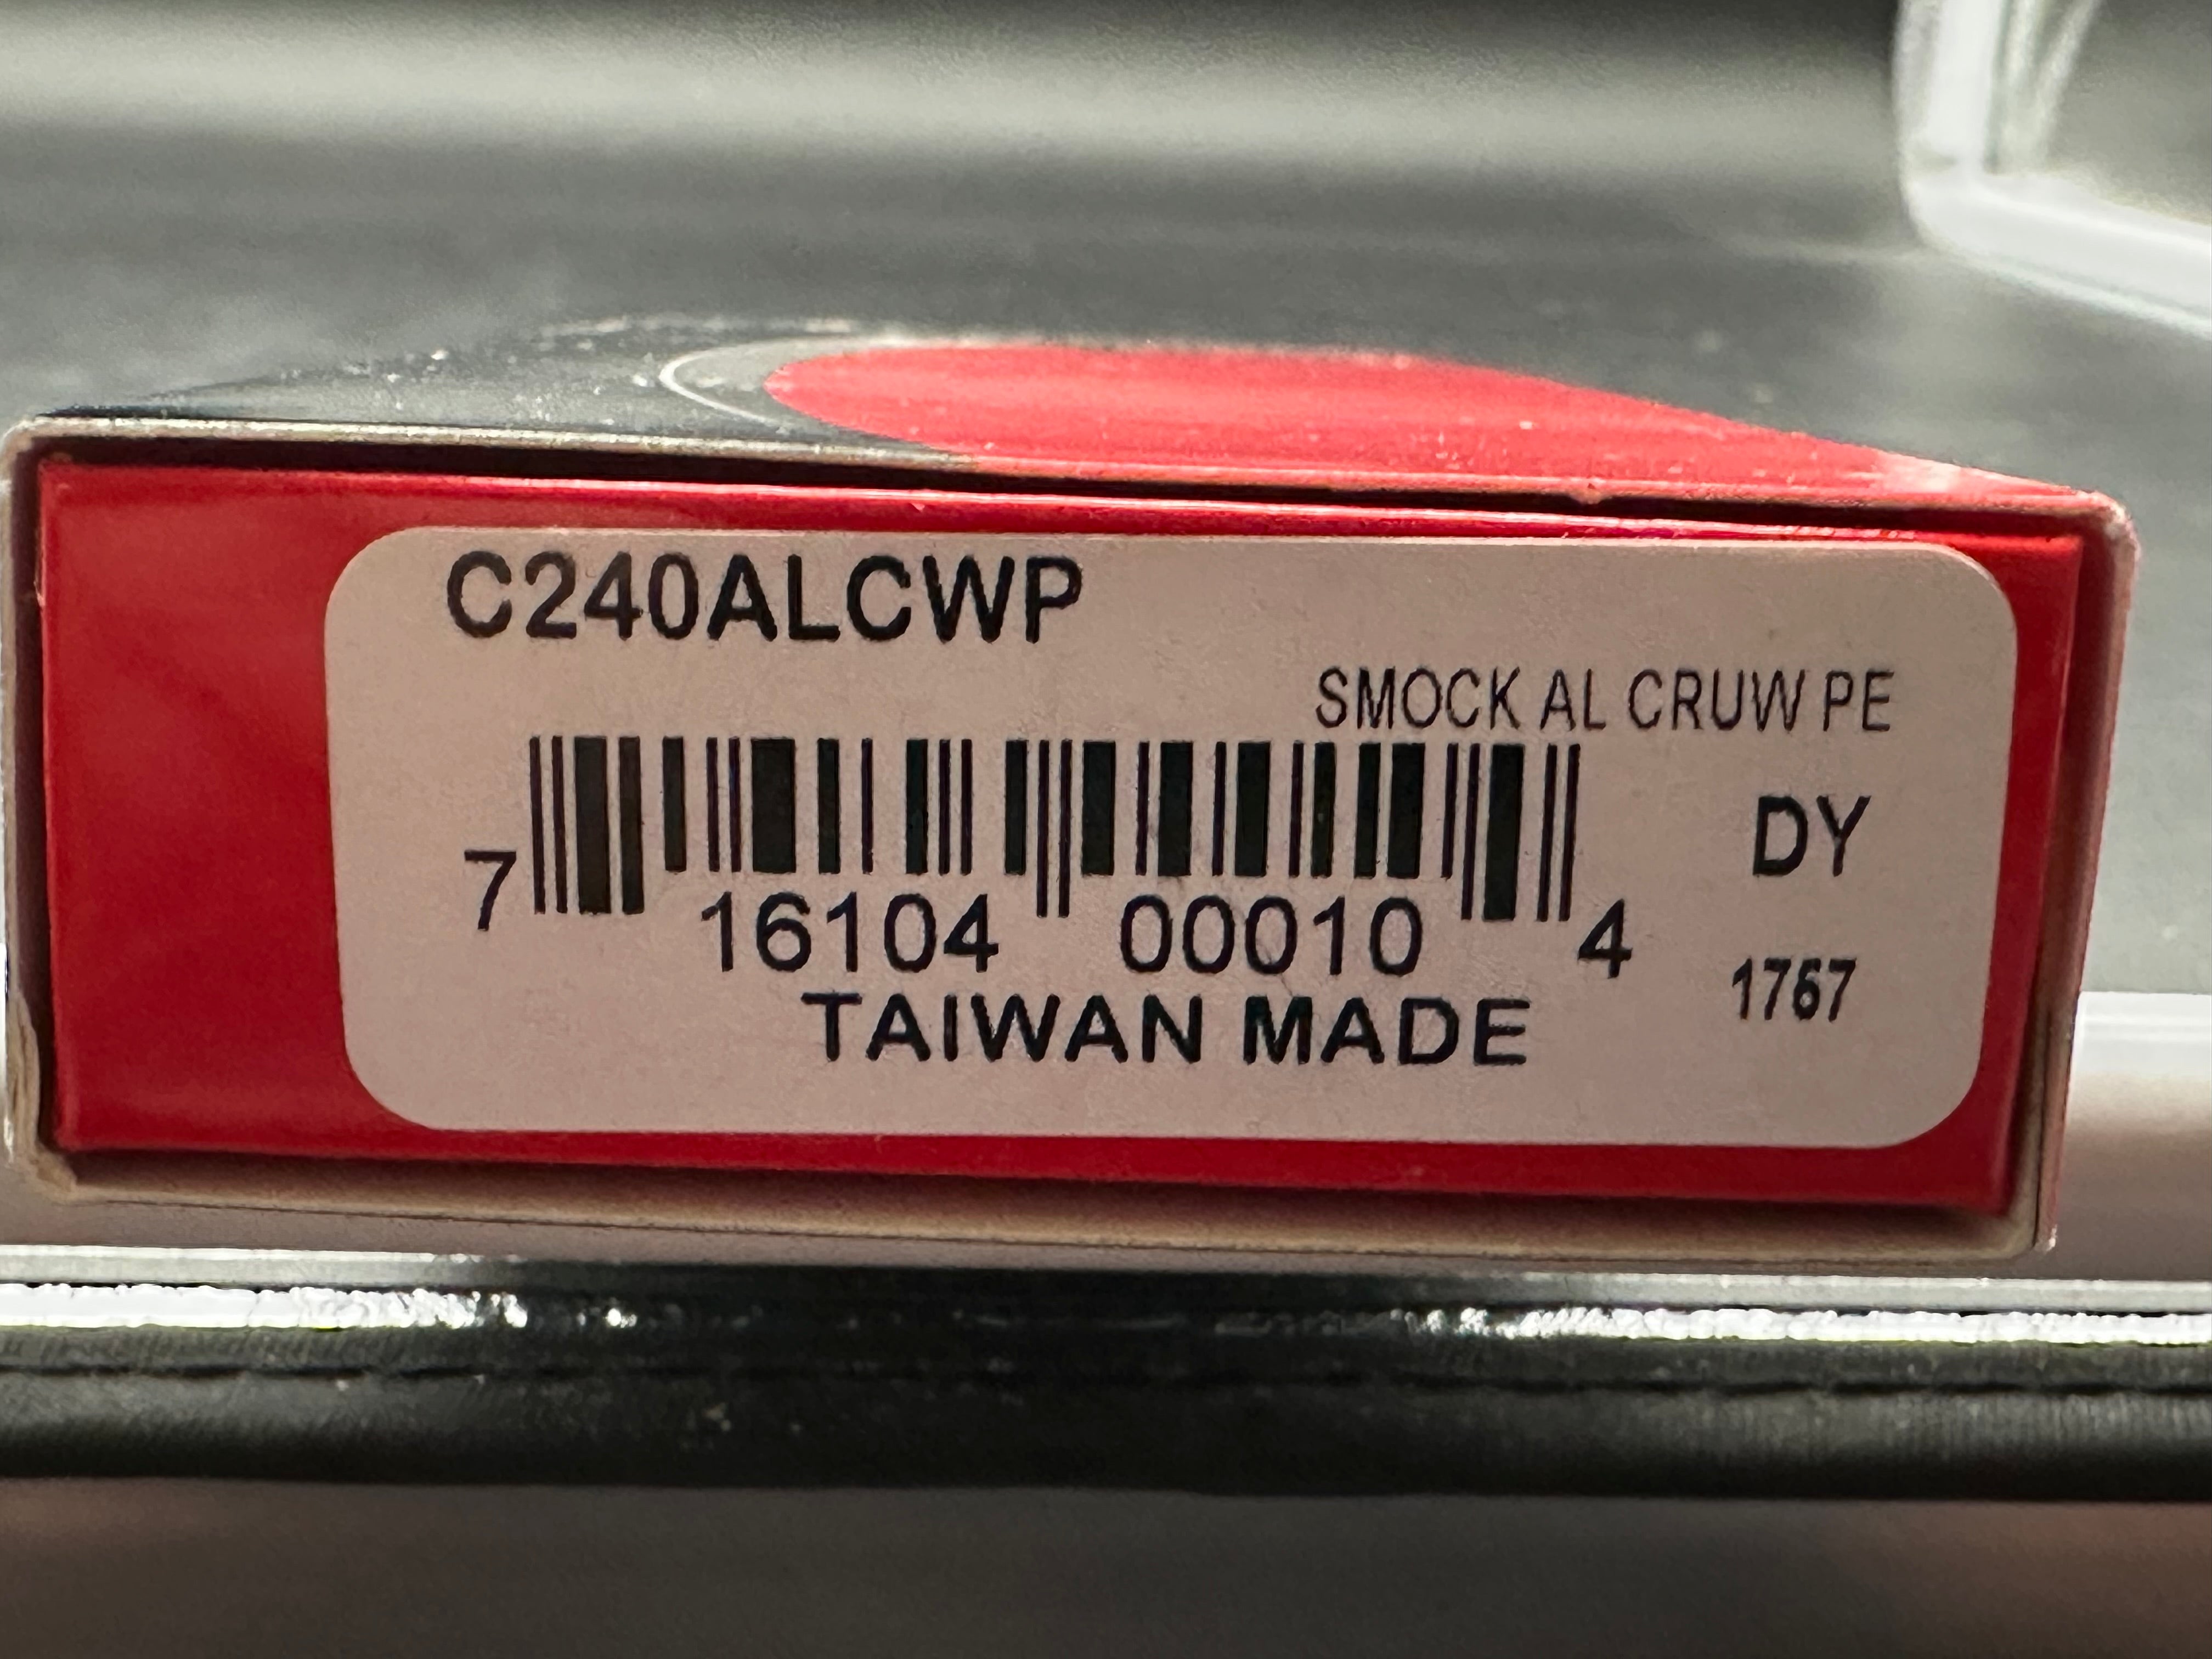 C240ALCWP
SMOCK AL CRUW PE
DY
7 16104 00010 4
1767
TAIWAN MADE